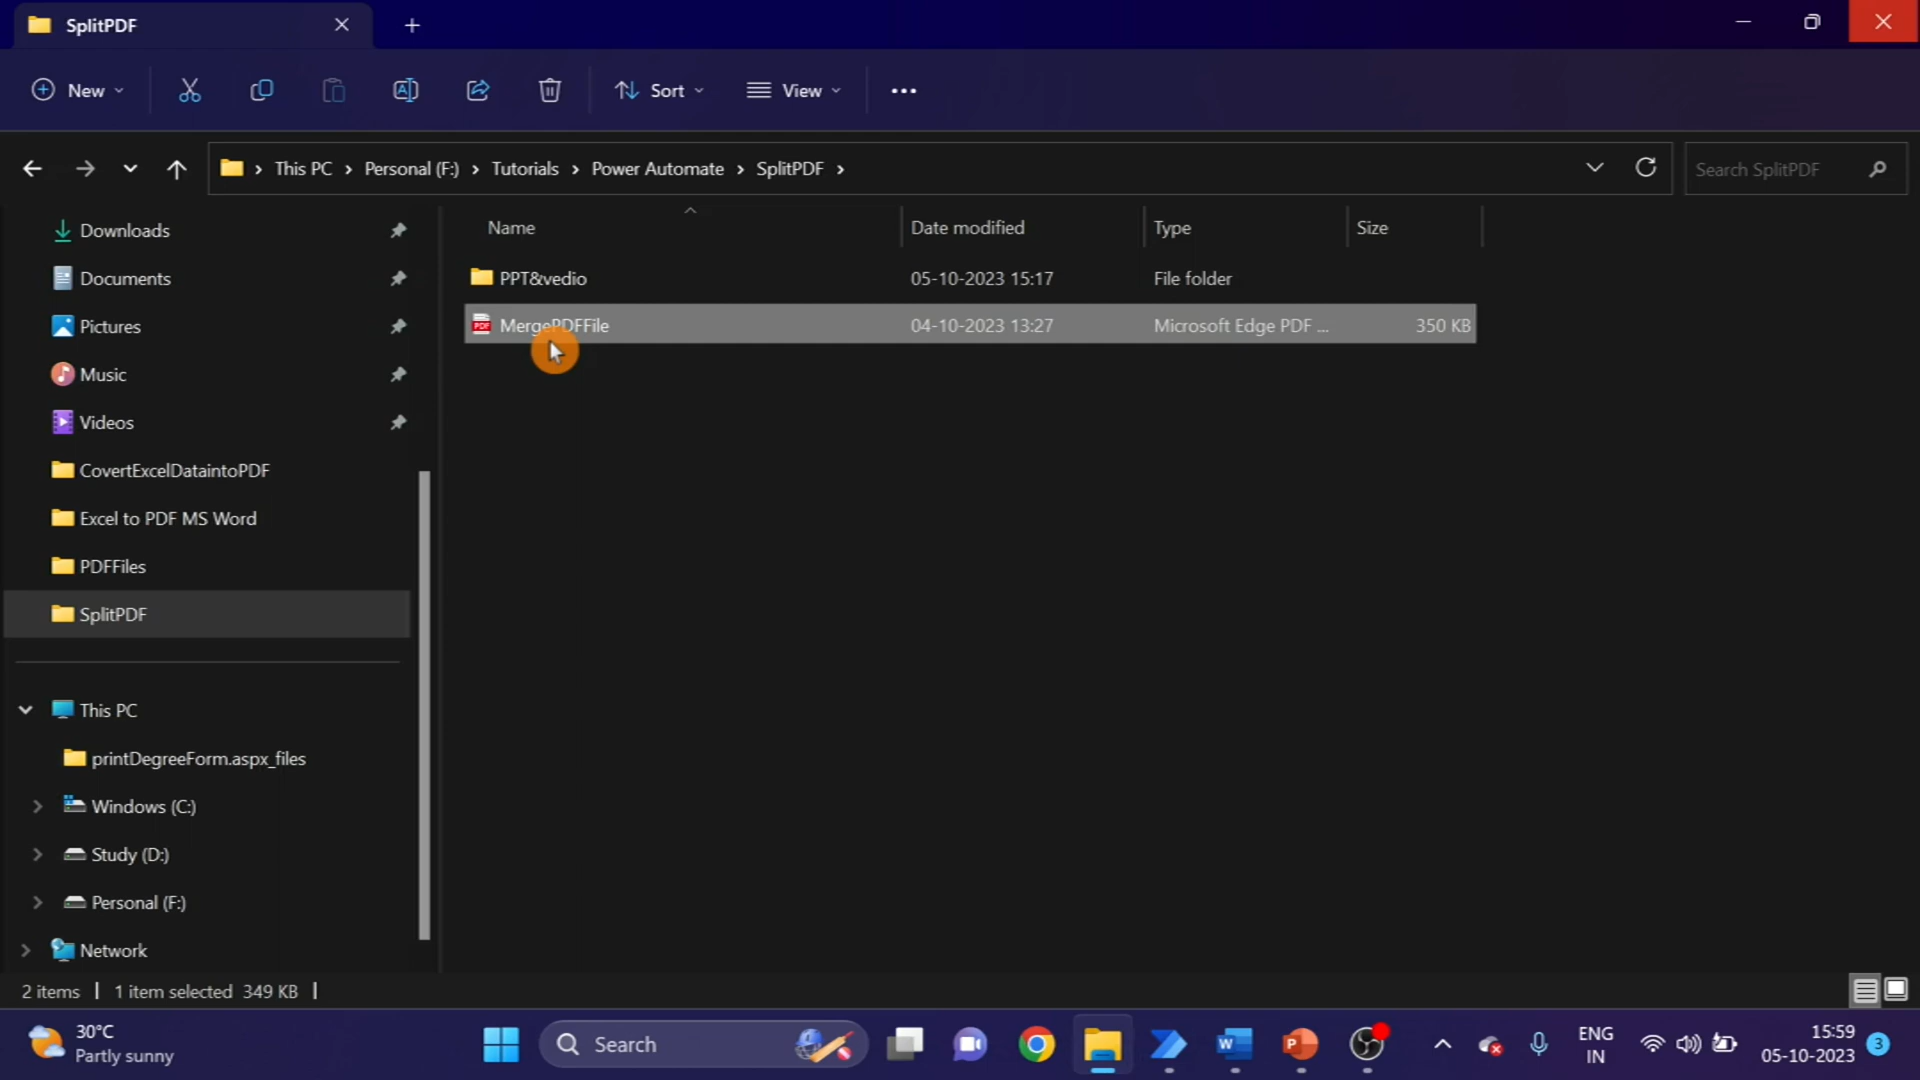 SplitPDF
New
Sort
View
This PC
Personal (F:)
Tutorials
Power Automate
SplitPDF
Search SplitPDF
Name
Date modified
Type
Size
PPT&vedio
05-10-2023 15:17
File folder
MergePDFFile
04-10-2023 13:27
Microsoft Edge PDF ...
350 KB
Downloads
Documents
Pictures
Music
Videos
CovertExcelDataintoPDF
Excel to PDF MS Word
PDFFiles
SplitPDF
This PC
printDegreeForm.aspx_files
Windows (C:)
Study (D:)
Personal (F:)
Network
2 items
1 item selected 349 KB
30°C
Partly sunny
Search
ENG
IN
15:59
05-10-2023
3